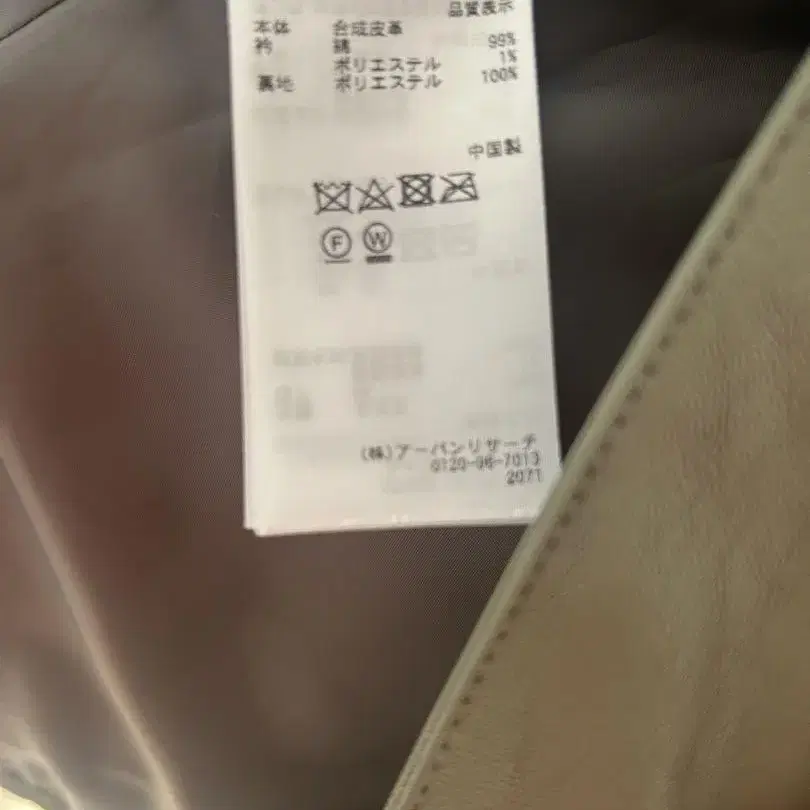 品質表示
本体 合成皮革
衿 綿 99%
ポリエステル 1%
裏地 ポリエステル 100%
中国製
F W
(株)アーバンリサーチ
0120-96-7013
2071